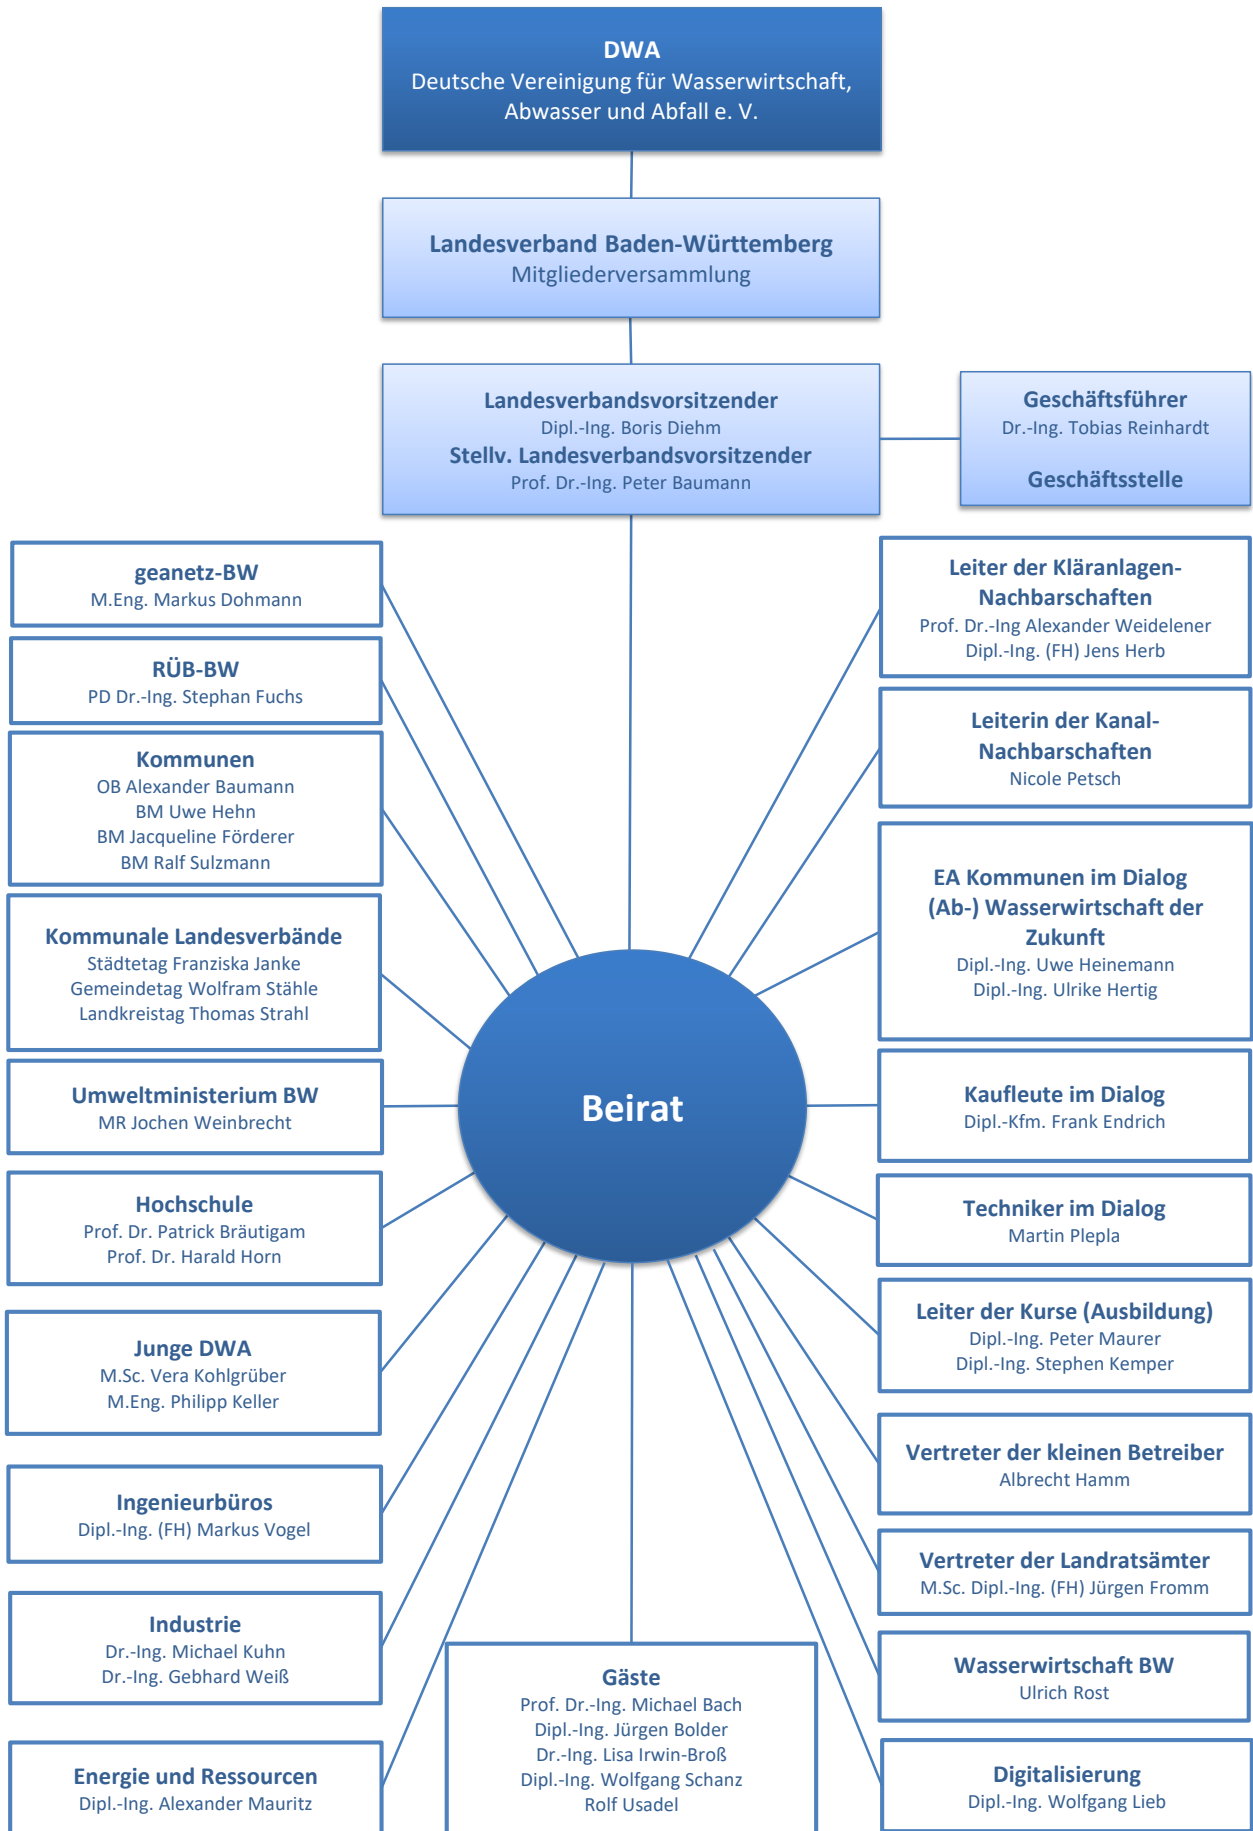 DWA
Deutsche Vereinigung für Wasserwirtschaft,
Abwasser und Abfall e. V.
Landesverband Baden-Württemberg
Mitgliederversammlung
Landesverbandsvorsitzender
Dipl.-Ing. Boris Diehm
Stellv. Landesverbandsvorsitzender
Prof. Dr.-Ing. Peter Baumann
Geschäftsführer
Dr.-Ing. Tobias Reinhardt
Geschäftsstelle
geanetz-BW
M.Eng. Markus Dohmann
RÜB-BW
PD Dr.-Ing. Stephan Fuchs
Kommunen
OB Alexander Baumann
BM Uwe Hehn
BM Jacqueline Förderer
BM Ralf Sulzmann
Kommunale Landesverbände
Städtetag Franziska Janke
Gemeindetag Wolfram Stähle
Landkreistag Thomas Strahl
Umweltministerium BW
MR Jochen Weinbrecht
Hochschule
Prof. Dr. Patrick Bräutigam
Prof. Dr. Harald Horn
Junge DWA
M.Sc. Vera Kohlgrüber
M.Eng. Philipp Keller
Ingenieurbüros
Dipl.-Ing. (FH) Markus Vogel
Industrie
Dr.-Ing. Michael Kuhn
Dr.-Ing. Gebhard Weiß
Energie und Ressourcen
Dipl.-Ing. Alexander Mauritz
Beirat
Gäste
Prof. Dr.-Ing. Michael Bach
Dipl.-Ing. Jürgen Bolder
Dr.-Ing. Lisa Irwin-Broß
Dipl.-Ing. Wolfgang Schanz
Rolf Usadel
Leiter der Kläranlagen-
Nachbarschaften
Prof. Dr.-Ing Alexander Weidelener
Dipl.-Ing. (FH) Jens Herb
Leiterin der Kanal-
Nachbarschaften
Nicole Petsch
EA Kommunen im Dialog
(Ab-) Wasserwirtschaft der
Zukunft
Dipl.-Ing. Uwe Heinemann
Dipl.-Ing. Ulrike Hertig
Kaufleute im Dialog
Dipl.-Kfm. Frank Endrich
Techniker im Dialog
Martin Plepla
Leiter der Kurse (Ausbildung)
Dipl.-Ing. Peter Maurer
Dipl.-Ing. Stephen Kemper
Vertreter der kleinen Betreiber
Albrecht Hamm
Vertreter der Landratsämter
M.Sc. Dipl.-Ing. (FH) Jürgen Fromm
Wasserwirtschaft BW
Ulrich Rost
Digitalisierung
Dipl.-Ing. Wolfgang Lieb